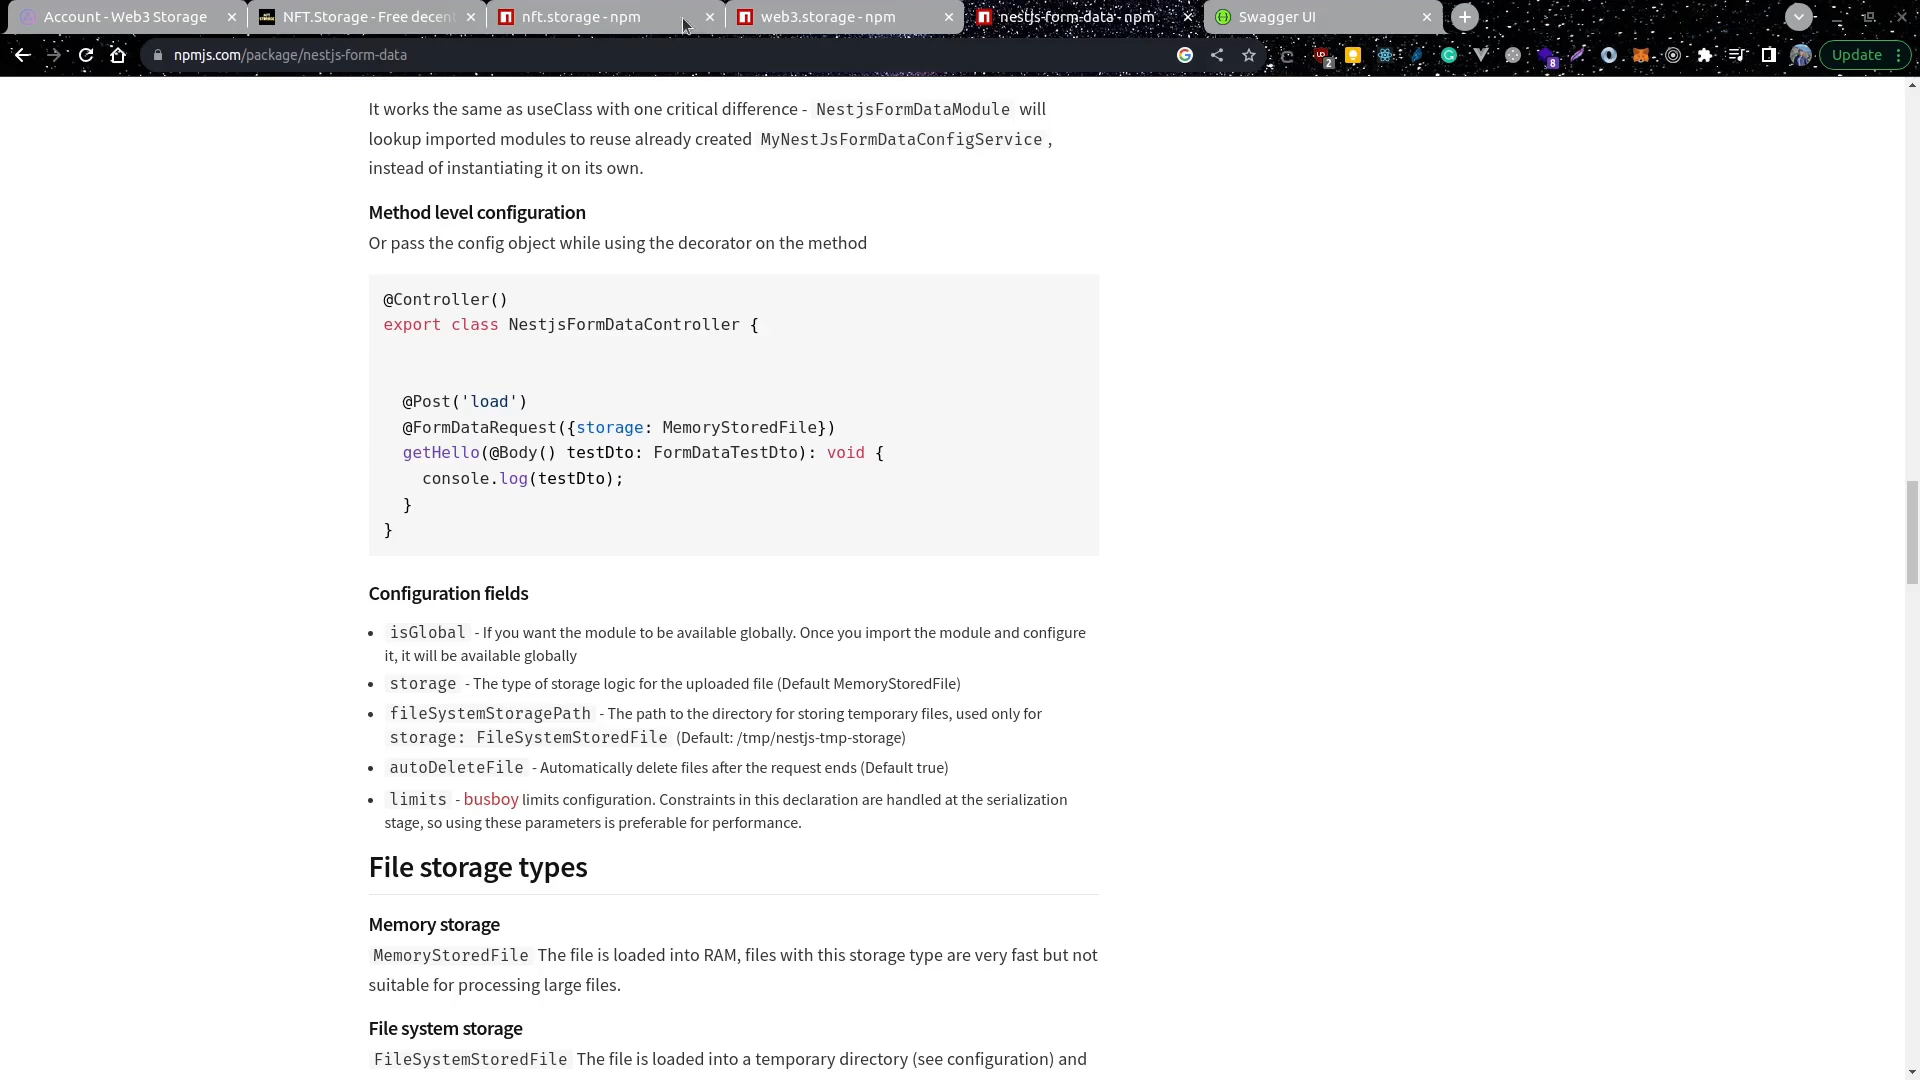 Account - Web3 Storage
NFT.Storage - Free decent
nft.storage - npm
web3.storage - npm
nestjs-form-data - npm
Swagger UI
npmjs.com/package/nestjs-form-data
2
8
Update
It works the same as useClass with one critical difference - NestjsFormDataModule will
lookup imported modules to reuse already created MyNestJsFormDataConfigService ,
instead of instantiating it on its own.
Method level configuration
Or pass the config object while using the decorator on the method
@Controller()
export class NestjsFormDataController {
@Post('load')
@FormDataRequest({storage: MemoryStoredFile})
getHello(@Body() testDto: FormDataTestDto): void {
console.log(testDto);
}
}
Configuration fields
isGlobal - If you want the module to be available globally. Once you import the module and configure
it, it will be available globally
storage - The type of storage logic for the uploaded file (Default MemoryStoredFile)
fileSystemStoragePath - The path to the directory for storing temporary files, used only for
storage: FileSystemStoredFile (Default: /tmp/nestjs-tmp-storage)
autoDeleteFile - Automatically delete files after the request ends (Default true)
limits - busboy limits configuration. Constraints in this declaration are handled at the serialization
stage, so using these parameters is preferable for performance.
File storage types
Memory storage
MemoryStoredFile The file is loaded into RAM, files with this storage type are very fast but not
suitable for processing large files.
File system storage
FileSystemStoredFile The file is loaded into a temporary directory (see configuration) and